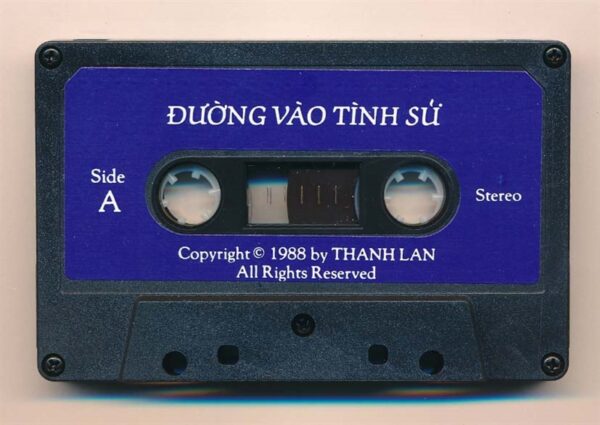 ĐƯỜNG VÀO TÌNH SỬ
Side
A
Stereo
Copyright © 1988 by THANH LAN
All Rights Reserved